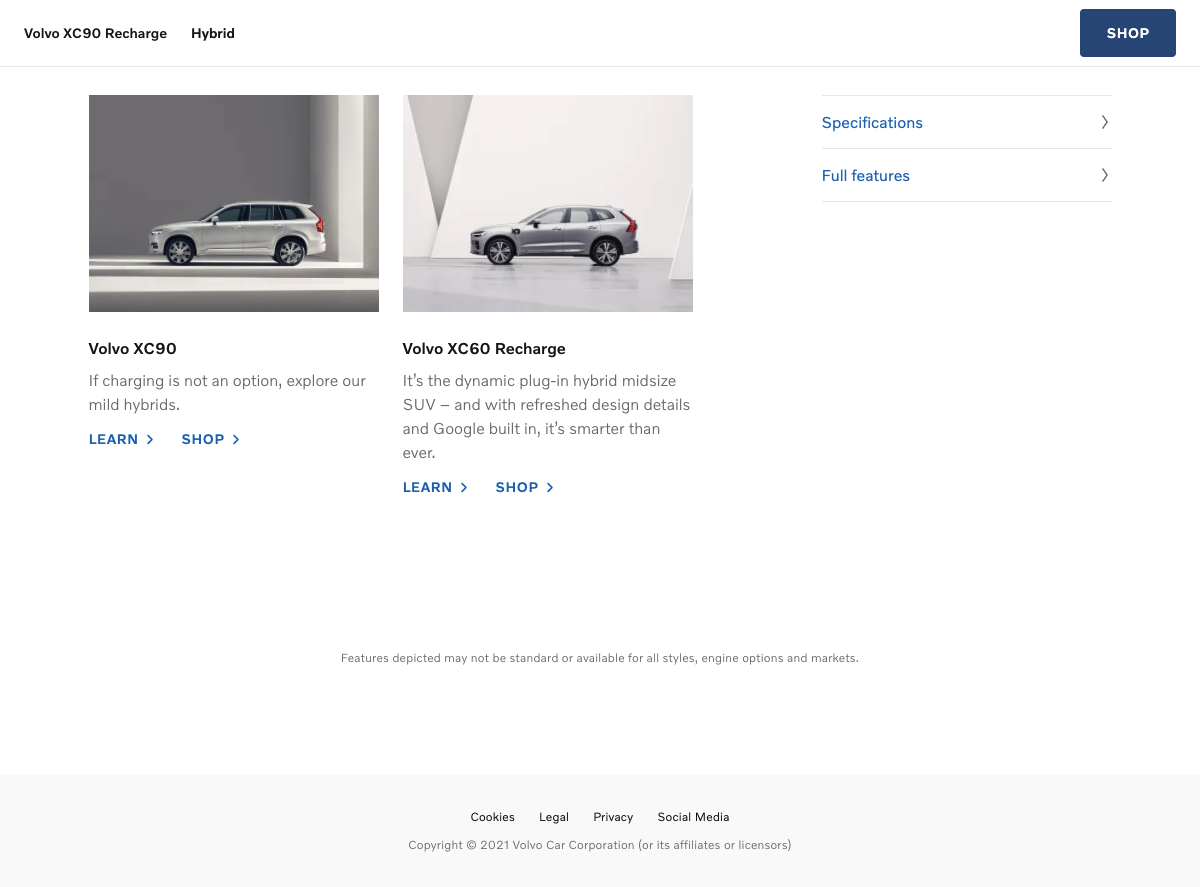 Volvo XC90 Recharge Hybrid SHOP
Volvo XC90
If charging is not an option, explore our
mild hybrids.
LEARN SHOP
Volvo XC60 Recharge
It’s the dynamic plug-in hybrid midsize
SUV – and with refreshed design details
and Google built in, it’s smarter than
ever.
LEARN SHOP
Specifications
Full features
Features depicted may not be standard or available for all styles, engine options and markets.
Cookies Legal Privacy Social Media
Copyright © 2021 Volvo Car Corporation (or its affiliates or licensors)